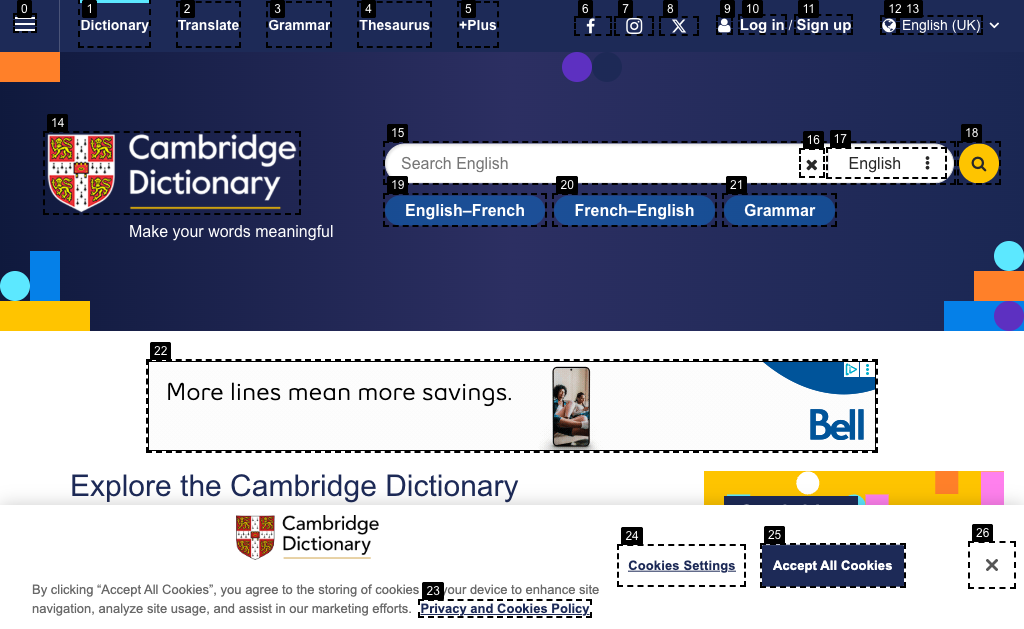 0 1 2 3 4 5 6 7 8 9 10 11 12 13
Dictionary Translate Grammar Thesaurus +Plus Log in / Sign up English (UK)
14 15 16 17 18
Cambridge
Dictionary
Make your words meaningful
Search English English
19 20 21
English–French French–English Grammar
22
More lines mean more savings.
Bell
Explore the Cambridge Dictionary
Cambridge
Dictionary
24 25 26
Cookies Settings Accept All Cookies
By clicking “Accept All Cookies”, you agree to the storing of cookies 23 your device to enhance site
navigation, analyze site usage, and assist in our marketing efforts. Privacy and Cookies Policy